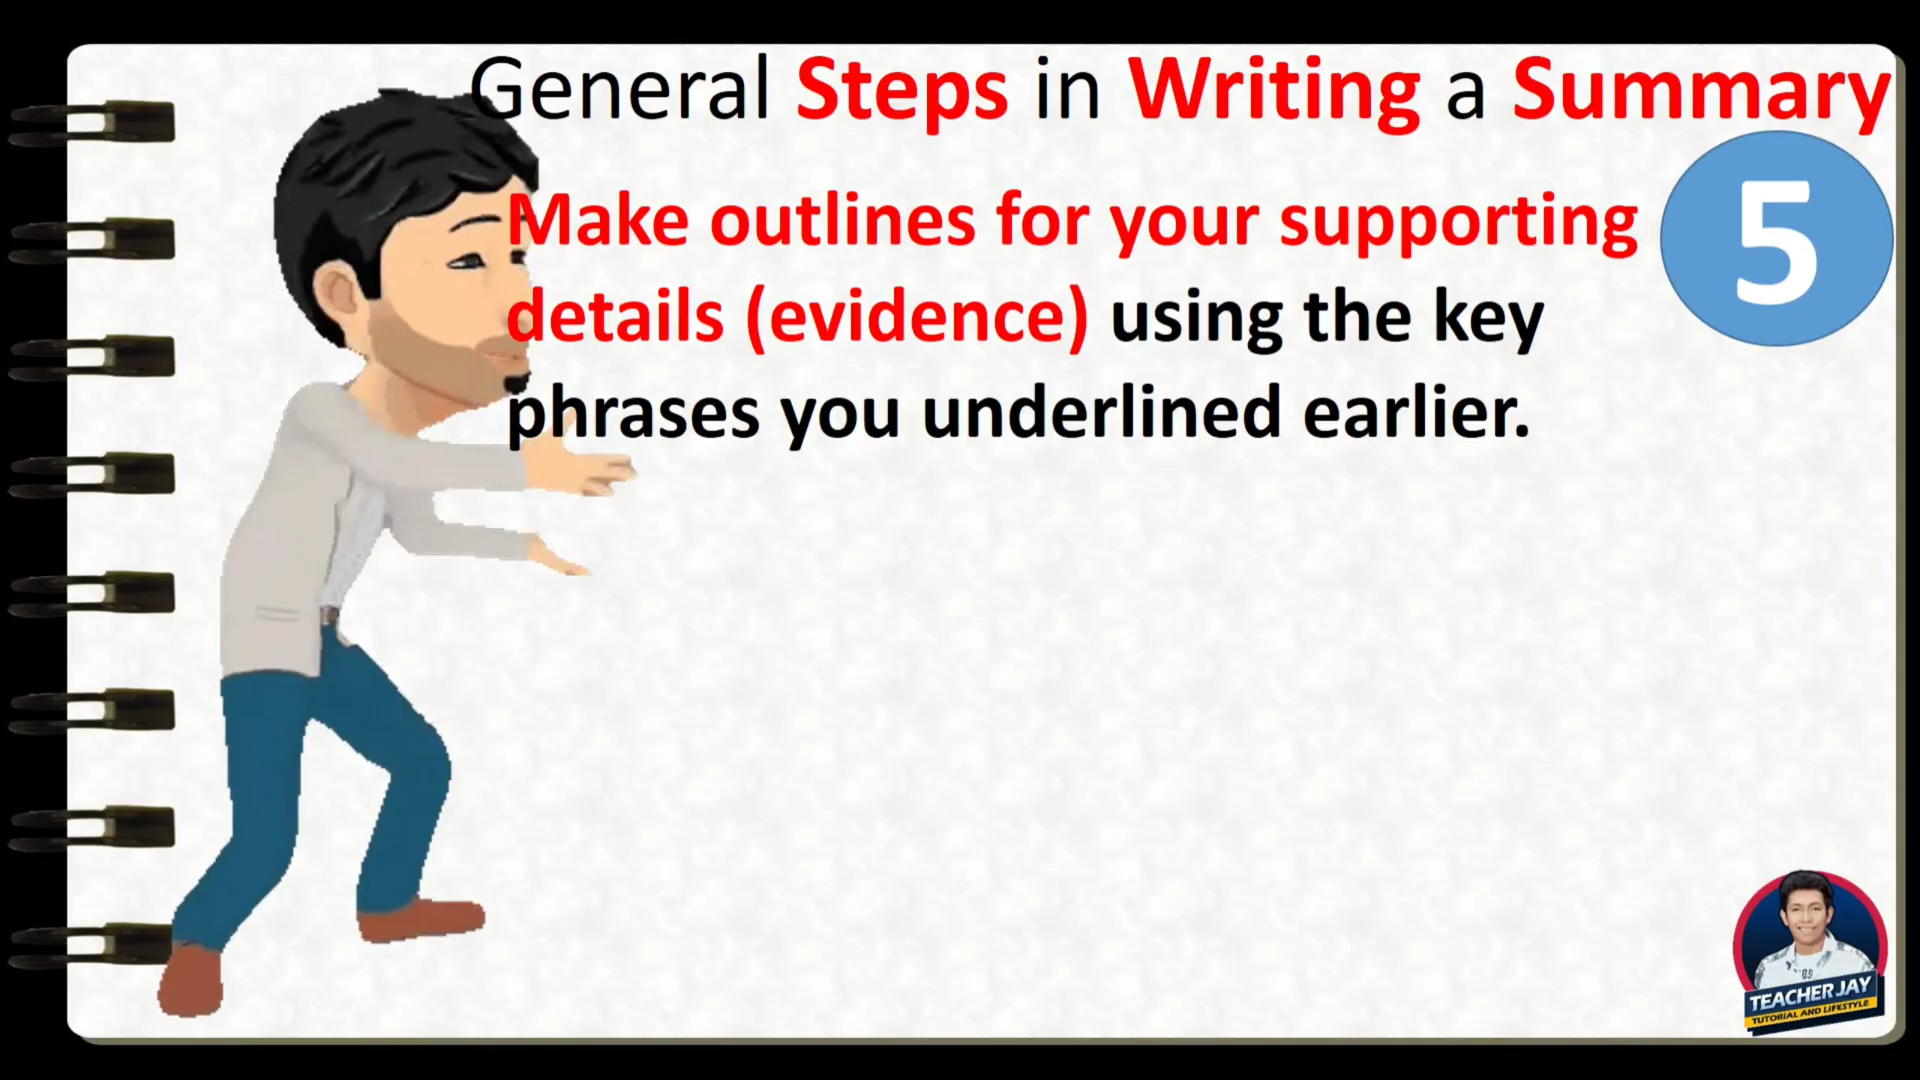 General Steps in Writing a Summary
Make outlines for your supporting
details (evidence) using the key
phrases you underlined earlier.
5
TEACHER JAY
TUTORIAL AND LIFESTYLE